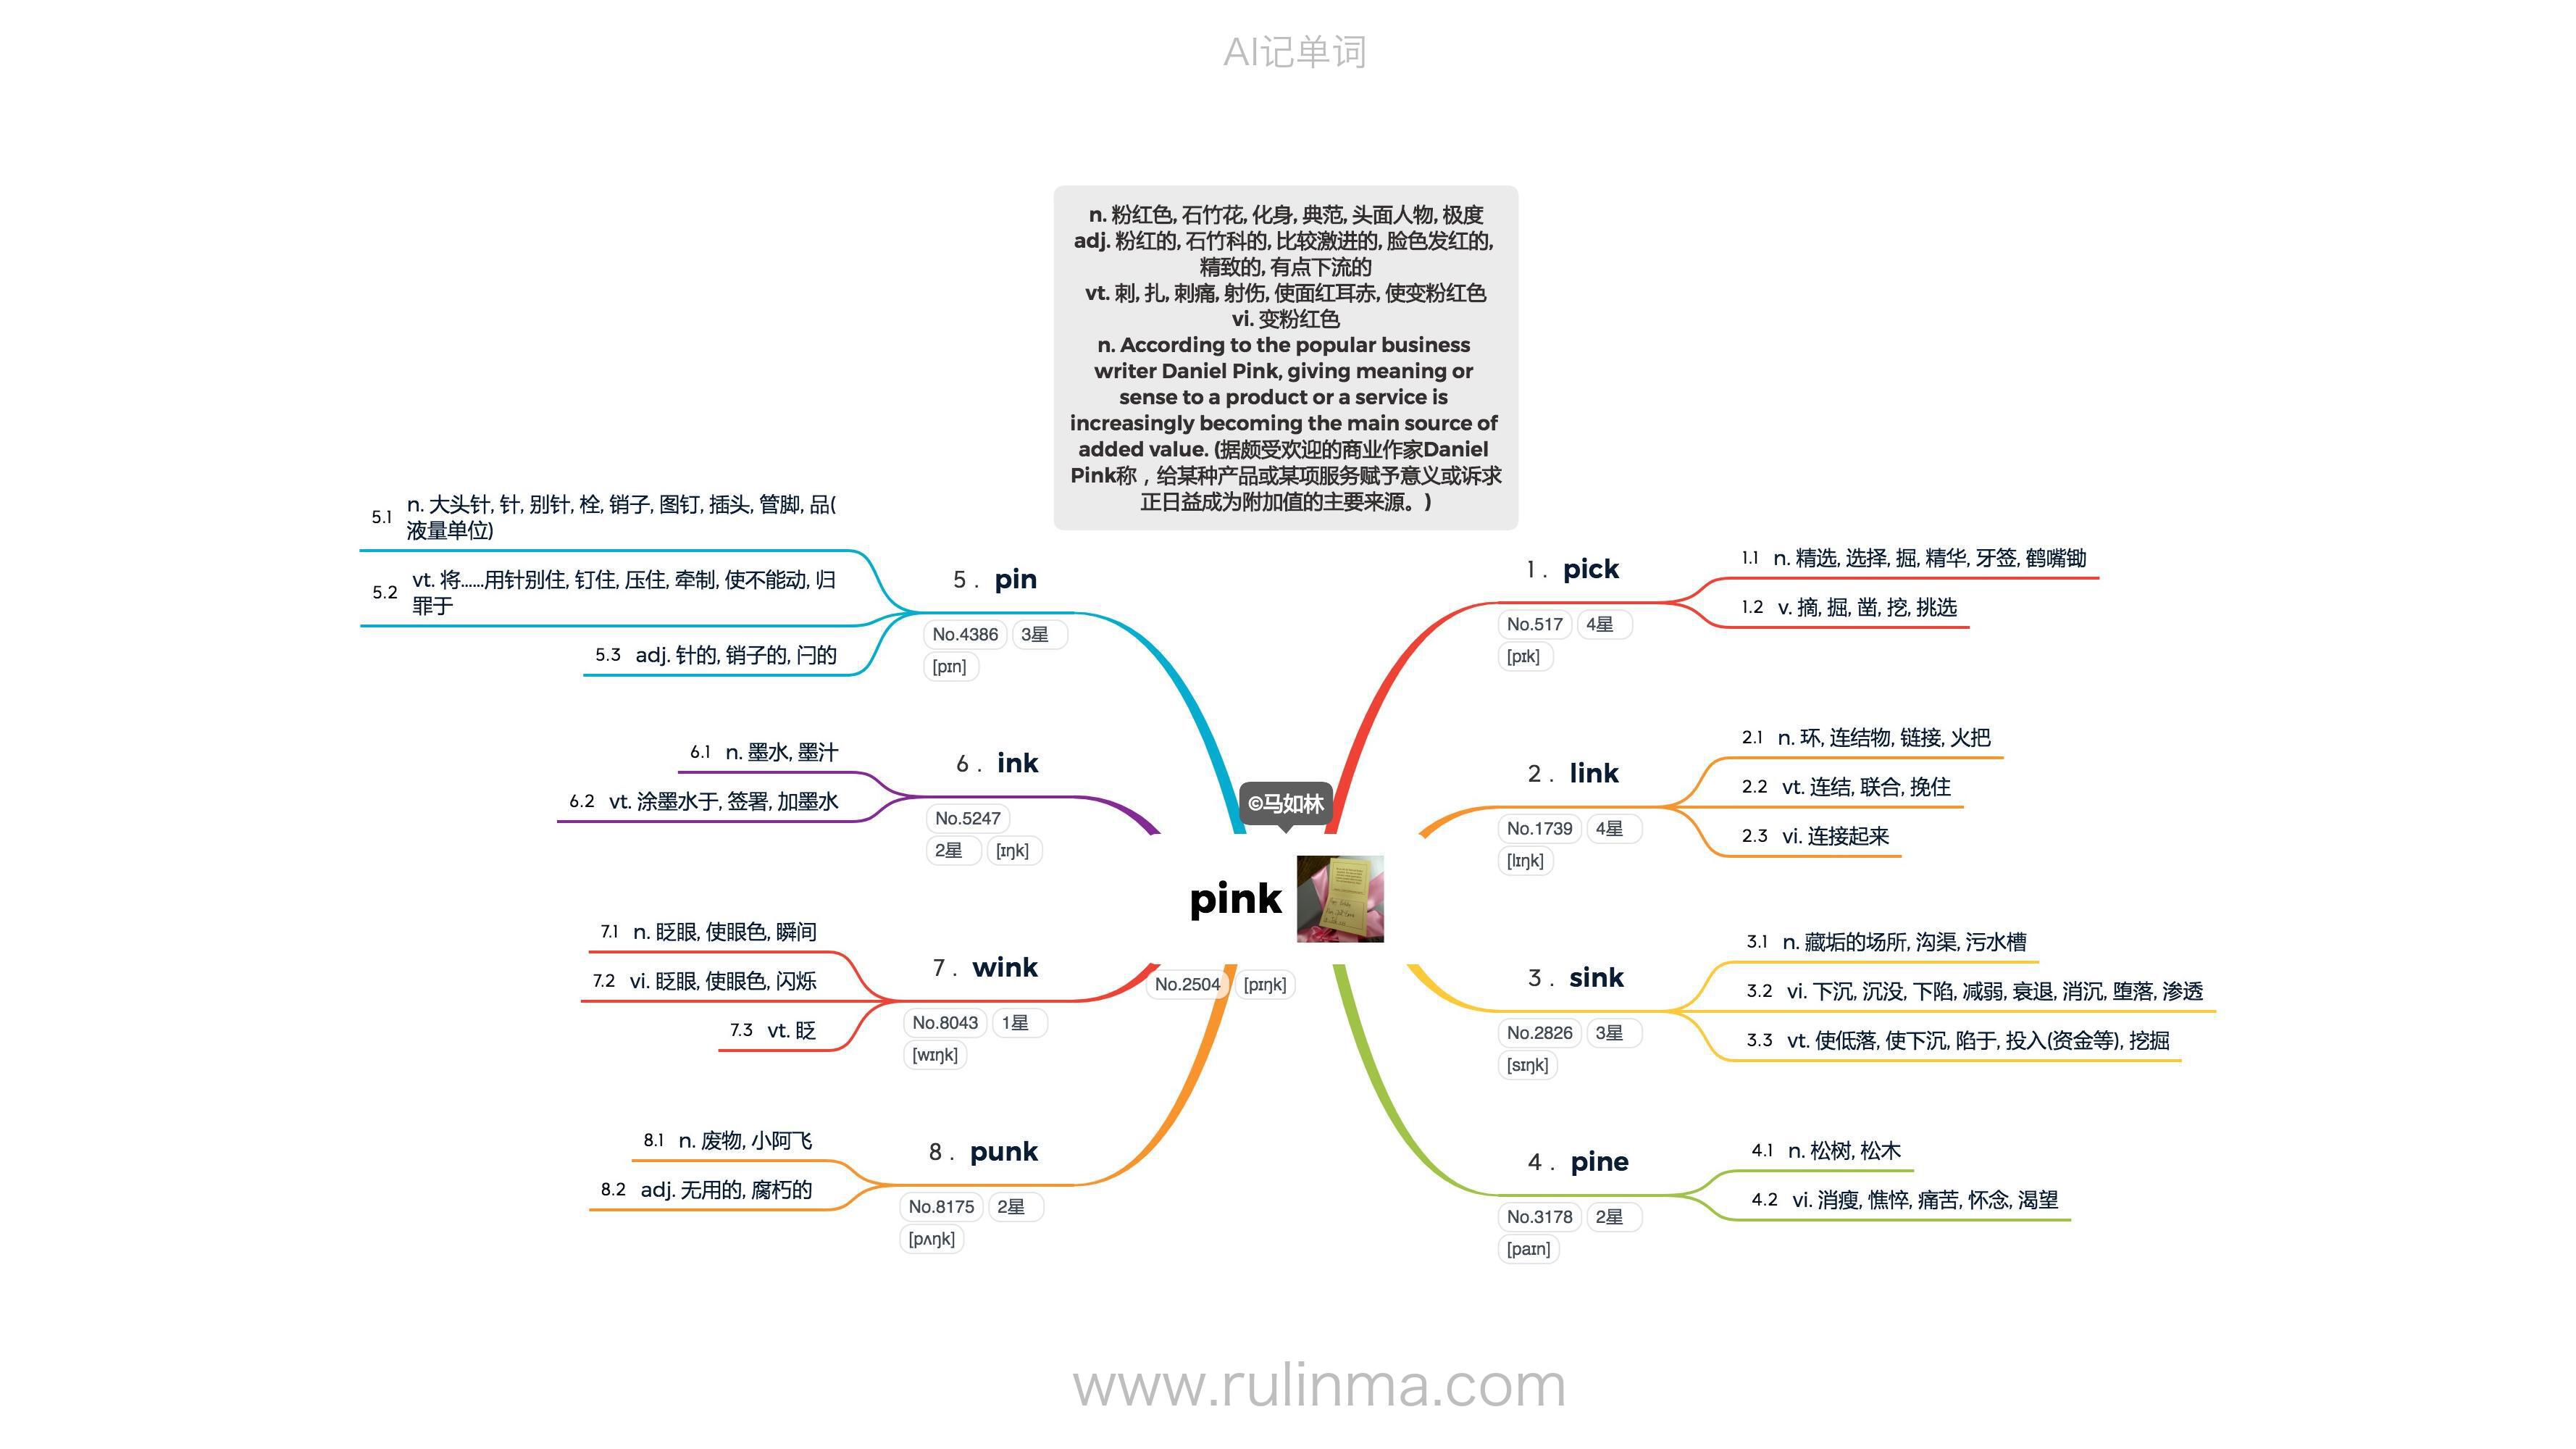 AI记单词
n. 粉红色, 石竹花, 化身, 典范, 头面人物, 极度
adj. 粉红的, 石竹科的, 比较激进的, 脸色发红的,
精致的, 有点下流的
vt. 刺, 扎, 刺痛, 射伤, 使面红耳赤, 使变粉红色
vi. 变粉红色
n. According to the popular business
writer Daniel Pink, giving meaning or
sense to a product or a service is
increasingly becoming the main source of
added value. (据颇受欢迎的商业作家Daniel
Pink称，给某种产品或某项服务赋予意义或诉求
正日益成为附加值的主要来源。)
©马如林
pink
No.2504 [pɪŋk]
1. pick
No.517 4星
[pɪk]
1.1 n. 精选, 选择, 掘, 精华, 牙签, 鹤嘴锄
1.2 v. 摘, 掘, 凿, 挖, 挑选
2. link
No.1739 4星
[lɪŋk]
2.1 n. 环, 连结物, 链接, 火把
2.2 vt. 连结, 联合, 挽住
2.3 vi. 连接起来
3. sink
No.2826 3星
[sɪŋk]
3.1 n. 藏垢的场所, 沟渠, 污水槽
3.2 vi. 下沉, 沉没, 下陷, 减弱, 衰退, 消沉, 堕落, 渗透
3.3 vt. 使低落, 使下沉, 陷于, 投入(资金等), 挖掘
4. pine
No.3178 2星
[paɪn]
4.1 n. 松树, 松木
4.2 vi. 消瘦, 憔悴, 痛苦, 怀念, 渴望
5. pin
No.4386 3星
[pɪn]
5.1 n. 大头针, 针, 别针, 栓, 销子, 图钉, 插头, 管脚, 品(
液量单位)
5.2 vt. 将......用针别住, 钉住, 压住, 牵制, 使不能动, 归
罪于
5.3 adj. 针的, 销子的, 闩的
6. ink
No.5247
2星 [ɪŋk]
6.1 n. 墨水, 墨汁
6.2 vt. 涂墨水于, 签署, 加墨水
7. wink
No.8043 1星
[wɪŋk]
7.1 n. 眨眼, 使眼色, 瞬间
7.2 vi. 眨眼, 使眼色, 闪烁
7.3 vt. 眨
8. punk
No.8175 2星
[pʌŋk]
8.1 n. 废物, 小阿飞
8.2 adj. 无用的, 腐朽的
www.rulinma.com